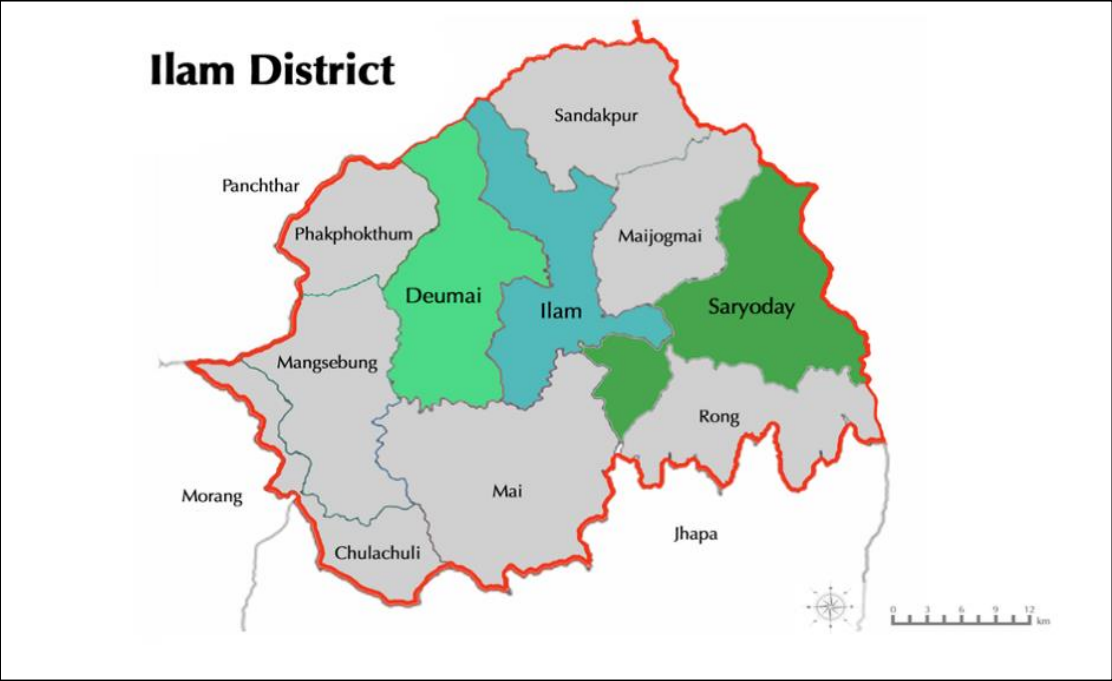 Ilam District
Sandakpur
Panchthar
Phakphokthum
Maijogmai
Deumai
Ilam
Saryoday
Mangsebung
Rong
Mai
Morang
Jhapa
Chulachuli
0 3 6 9 12
km